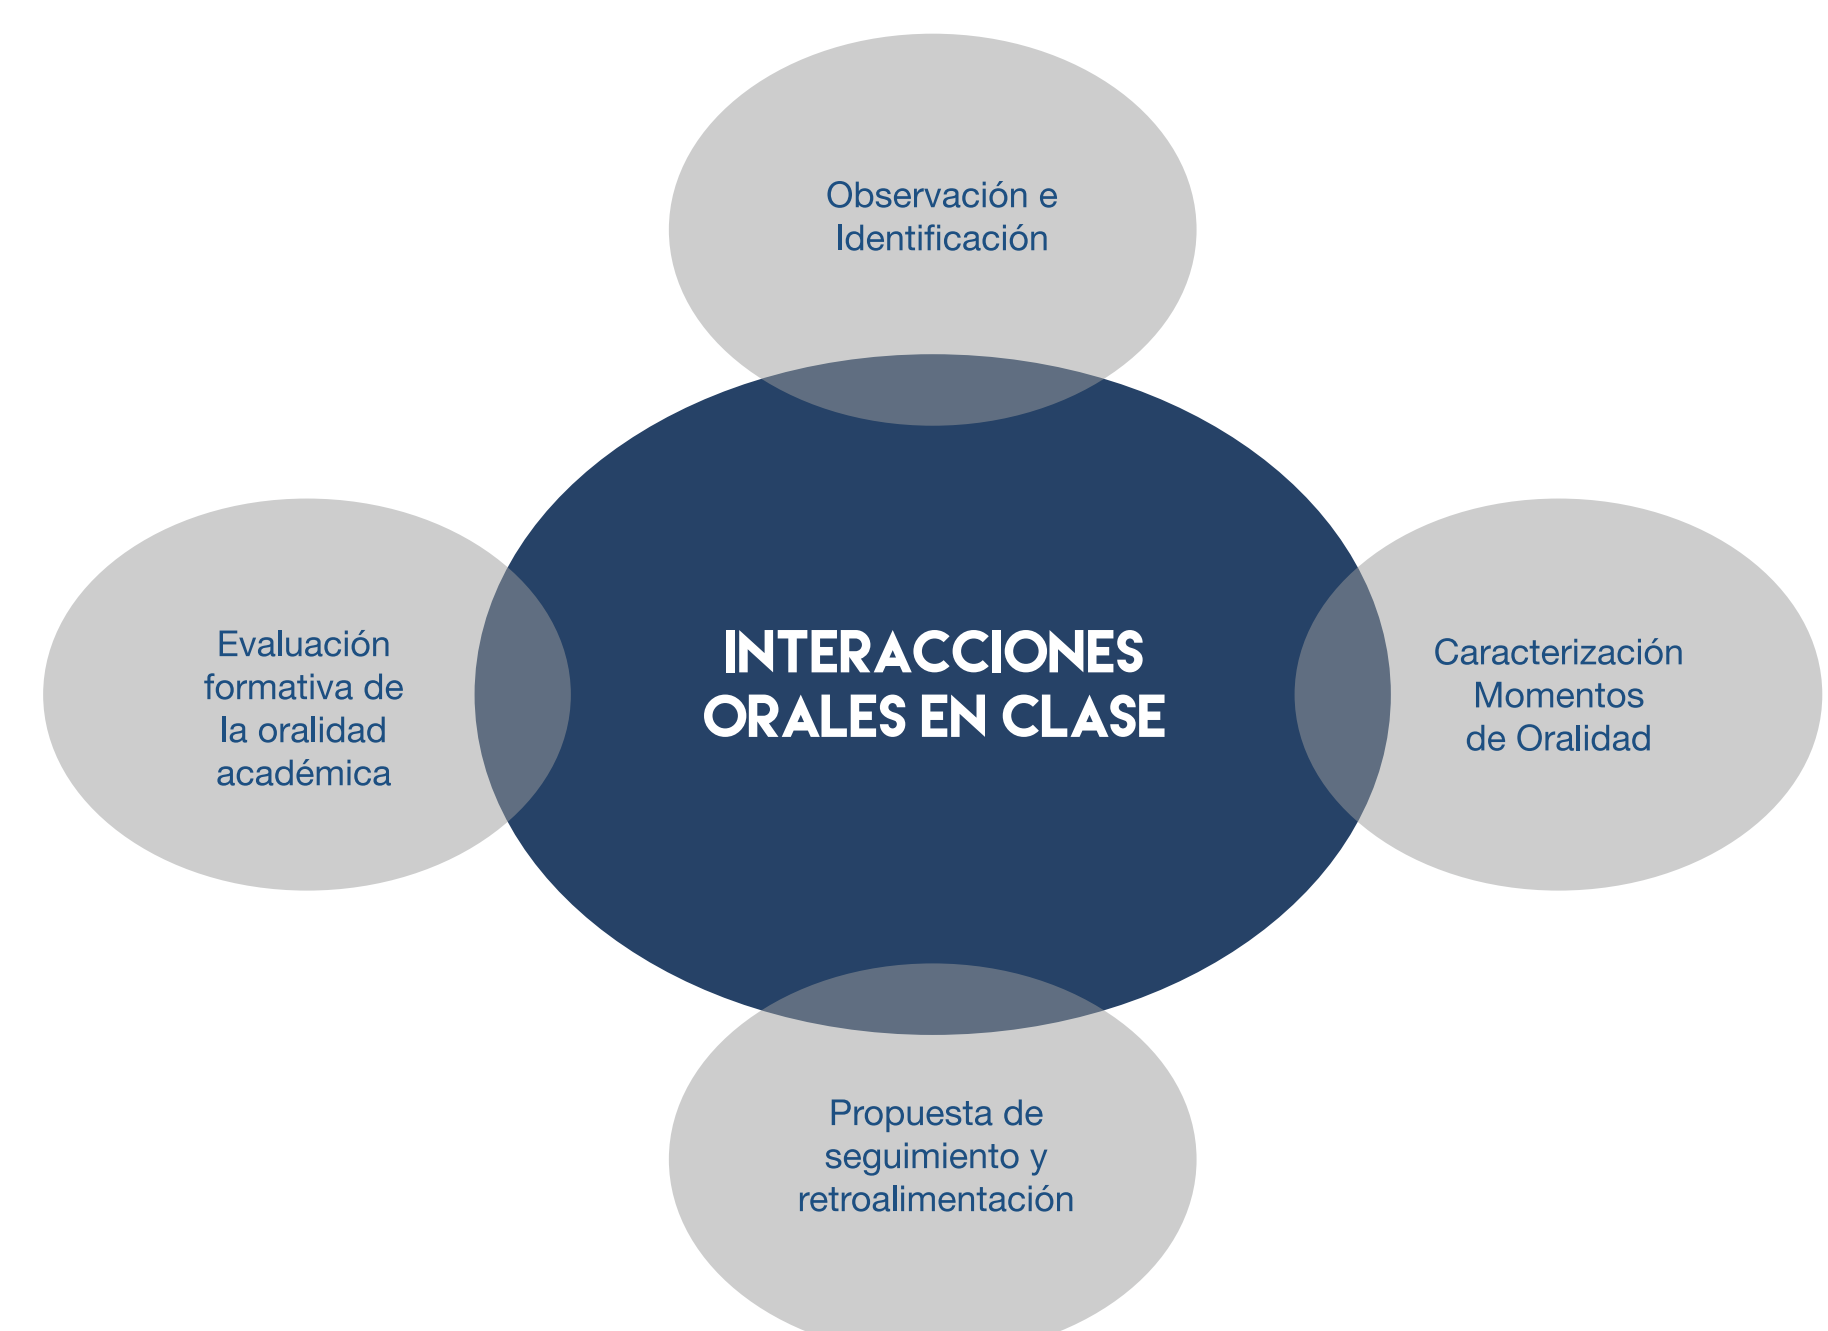 Observación e
Identificación
Evaluación
formativa de
la oralidad
académica
INTERACCIONES
ORALES EN CLASE
Caracterización
Momentos
de Oralidad
Propuesta de
seguimiento y
retroalimentación